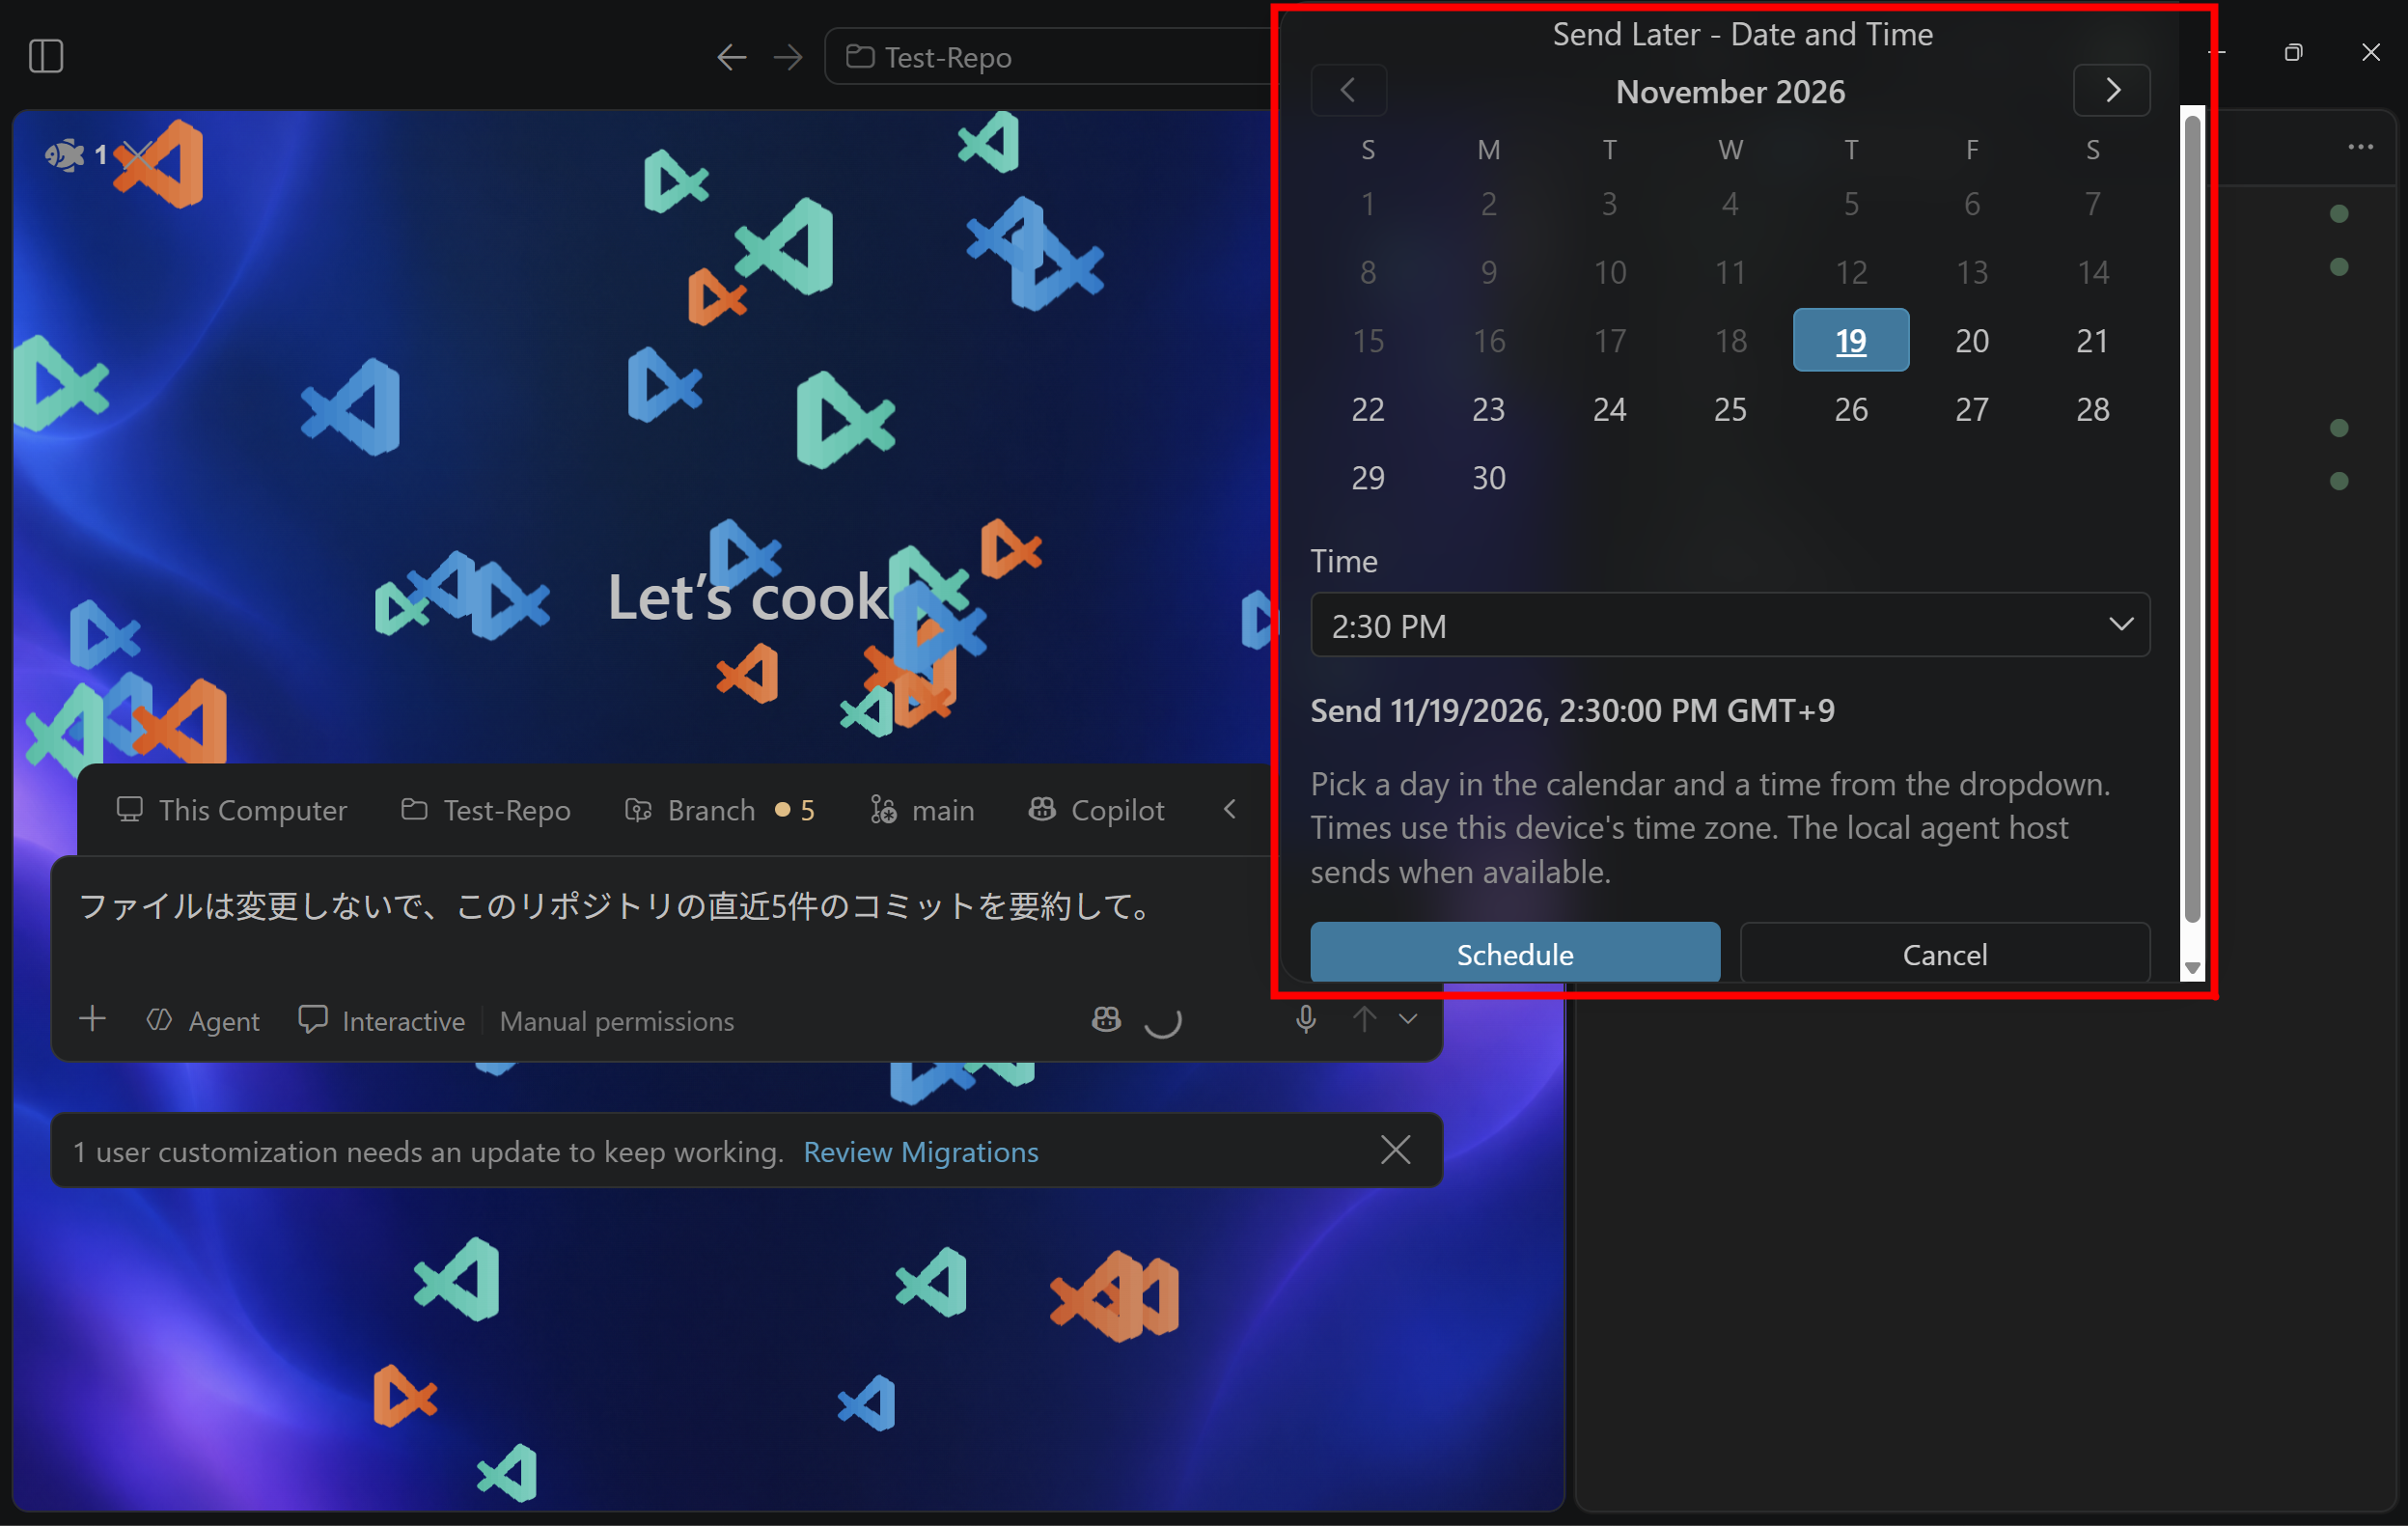 Test-Repo
1
Let's cook
This Computer
Test-Repo
Branch
5
main
Copilot
ファイルは変更しないで、このリポジトリの直近5件のコミットを要約して。
Agent
Interactive
Manual permissions
1 user customization needs an update to keep working. Review Migrations
Send Later - Date and Time
November 2026
S M T W T F S
1 2 3 4 5 6 7
8 9 10 11 12 13 14
15 16 17 18 19 20 21
22 23 24 25 26 27 28
29 30
Time
2:30 PM
Send 11/19/2026, 2:30:00 PM GMT+9
Pick a day in the calendar and a time from the dropdown.
Times use this device's time zone. The local agent host
sends when available.
Schedule
Cancel